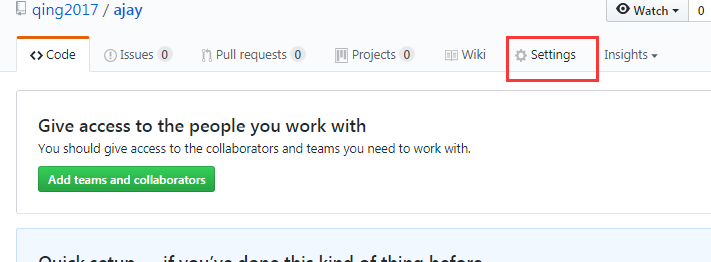 qing2017 / ajay Watch 0
Code Issues 0 Pull requests 0 Projects 0 Wiki Settings Insights
Give access to the people you work with
You should give access to the collaborators and teams you need to work with.
Add teams and collaborators
Quick setup — if you've done this kind of thing before